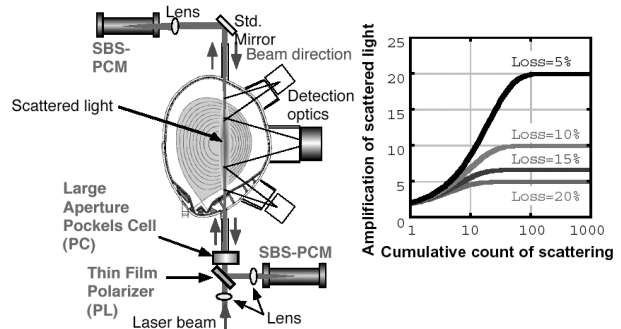 Lens
Std.
Mirror
SBS-
PCM
Beam direction
Scattered light
Detection
optics
Large
Aperture
Pockels Cell
(PC)
SBS-PCM
Thin Film
Polarizer
(PL)
Lens
Laser beam
Amplification of scattered light
25
20
15
10
5
0
Loss=5%
Loss=10%
Loss=15%
Loss=20%
1 10 100 1000
Cumulative count of scattering